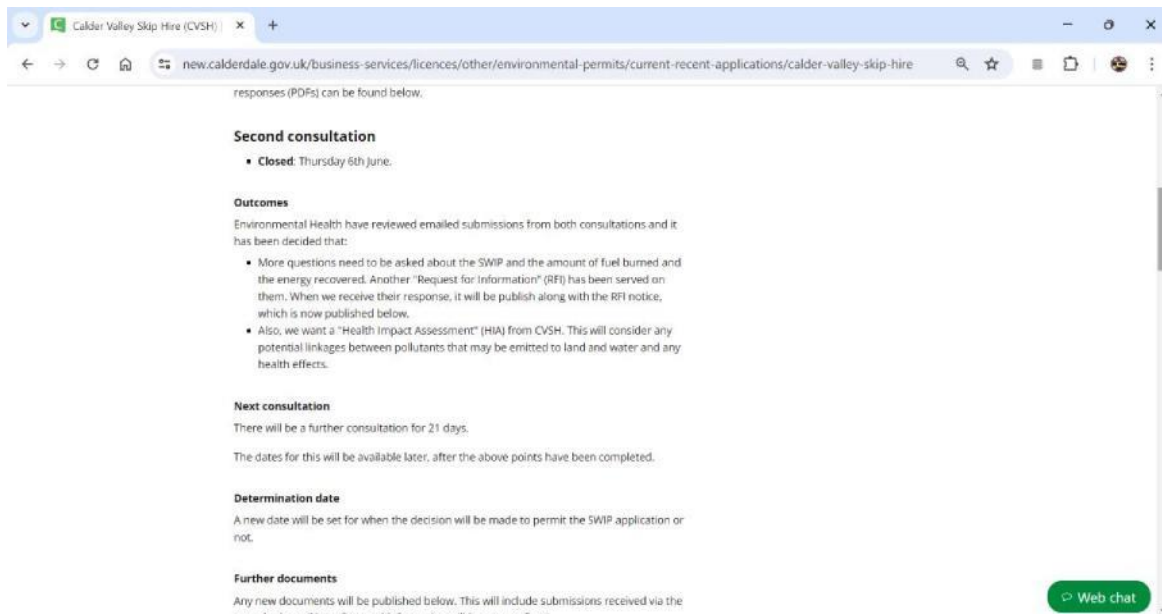 Calder Valley Skip Hire (CVSH)
new.calderdale.gov.uk/business-services/licences/other/environmental-permits/current-recent-applications/calder-valley-skip-hire
responses (PDFs) can be found below.
Second consultation
▪ Closed: Thursday 6th June.
Outcomes
Environmental Health have reviewed emailed submissions from both consultations and it
has been decided that:
▪ More questions need to be asked about the SWIP and the amount of fuel burned and
the energy recovered. Another "Request for Information" (RFI) has been served on
them. When we receive their response, it will be publish along with the RFI notice,
which is now published below.
▪ Also, we want a "Health Impact Assessment" (HIA) from CVSH. This will consider any
potential linkages between pollutants that may be emitted to land and water and any
health effects.
Next consultation
There will be a further consultation for 21 days.
The dates for this will be available later, after the above points have been completed.
Determination date
A new date will be set for when the decision will be made to permit the SWIP application or
not.
Further documents
Any new documents will be published below. This will include submissions received via the
Web chat